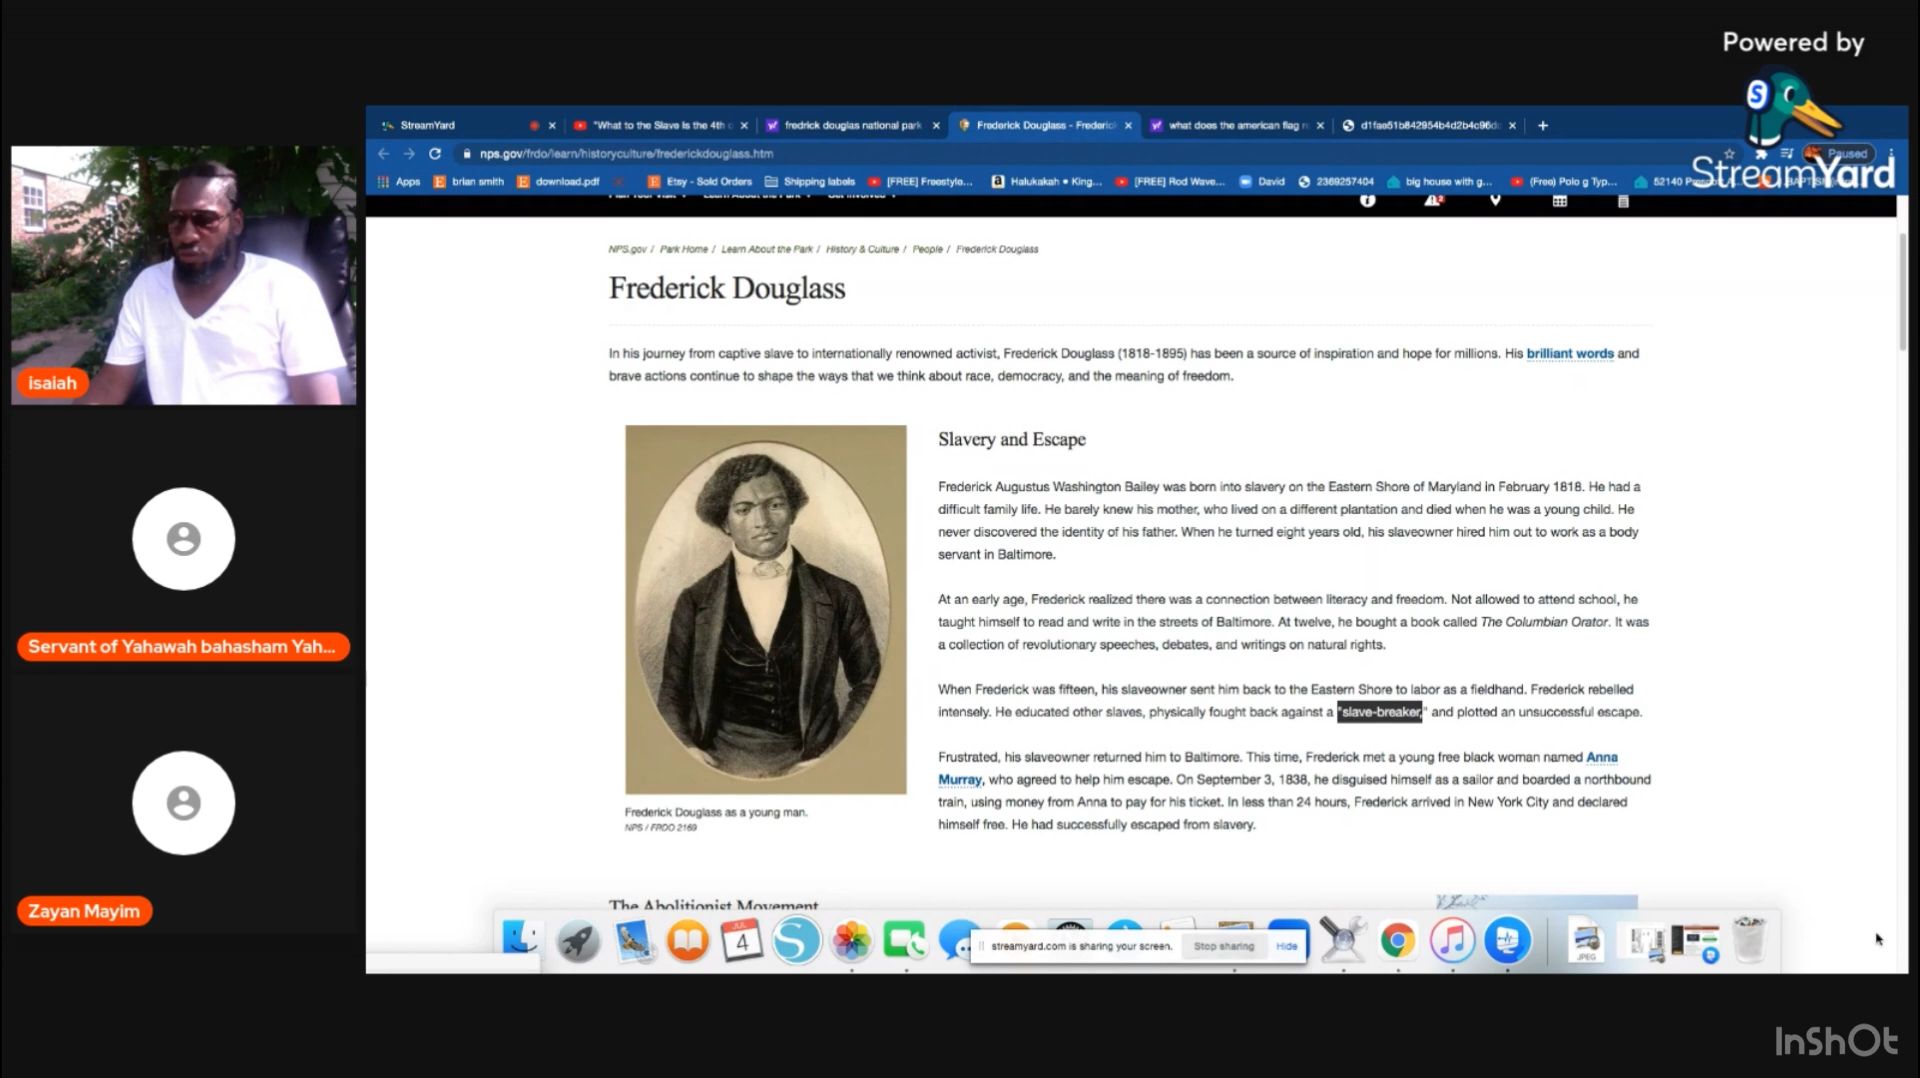 Powered by
StreamYard
StreamYard
"What to the Slave Is the 4th o
fredrick douglas national park
Frederick Douglass - Frederic
what does the american flag r
d1fae51b842954b4d2b4c96d
nps.gov/frdo/learn/historyculture/frederickdouglass.htm
Paused
Apps
brian smith
download.pdf
Etsy - Sold Orders
Shipping labels
[FREE] Freestyle...
Halukakah • King...
[FREE] Rod Wave...
David
2369257404
big house with g...
(Free) Polo g Typ...
NPS.gov / Park Home / Learn About the Park / History & Culture / People / Frederick Douglass
Frederick Douglass
In his journey from captive slave to internationally renowned activist, Frederick Douglass (1818-1895) has been a source of inspiration and hope for millions. His brilliant words and
brave actions continue to shape the ways that we think about race, democracy, and the meaning of freedom.
Slavery and Escape
Frederick Augustus Washington Bailey was born into slavery on the Eastern Shore of Maryland in February 1818. He had a
difficult family life. He barely knew his mother, who lived on a different plantation and died when he was a young child. He
never discovered the identity of his father. When he turned eight years old, his slaveowner hired him out to work as a body
servant in Baltimore.
At an early age, Frederick realized there was a connection between literacy and freedom. Not allowed to attend school, he
taught himself to read and write in the streets of Baltimore. At twelve, he bought a book called The Columbian Orator. It was
a collection of revolutionary speeches, debates, and writings on natural rights.
When Frederick was fifteen, his slaveowner sent him back to the Eastern Shore to labor as a fieldhand. Frederick rebelled
intensely. He educated other slaves, physically fought back against a "slave-breaker," and plotted an unsuccessful escape.
Frustrated, his slaveowner returned him to Baltimore. This time, Frederick met a young free black woman named Anna
Murray, who agreed to help him escape. On September 3, 1838, he disguised himself as a sailor and boarded a northbound
train, using money from Anna to pay for his ticket. In less than 24 hours, Frederick arrived in New York City and declared
himself free. He had successfully escaped from slavery.
Frederick Douglass as a young man.
NPS / FRDO 2169
The Abolitionist Movement
JUL
4
streamyard.com is sharing your screen.
Stop sharing
Hide
JPEG
isaiah
Servant of Yahawah bahasham Yah...
Zayan Mayim
InShOt